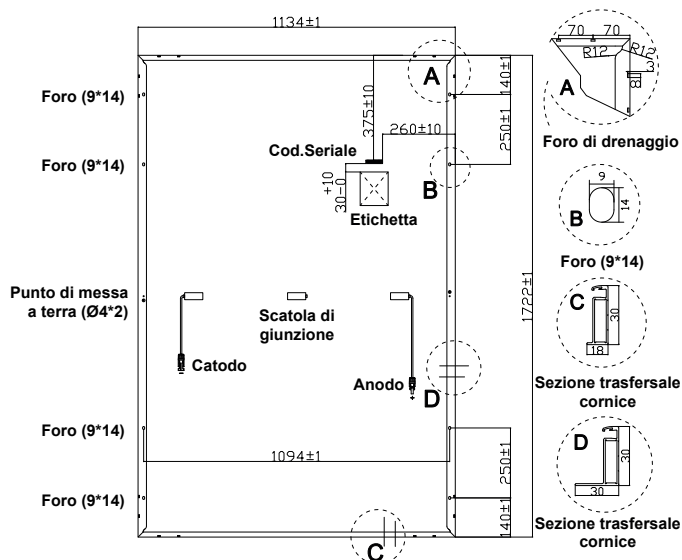 1134±1
Foro (9*14)
Foro (9*14)
Punto di messa
a terra (Ø4*2)
Foro (9*14)
Foro (9*14)
375±10
260±10
Cod.Seriale
+10
30-0
Etichetta
Scatola di
giunzione
Catodo
Anodo
1094±1
A
B
D
C
140±1
250±1
1722±1
250±1
140±1
70
70
R12
R12
3
8
A
Foro di drenaggio
9
14
B
Foro (9*14)
C
30
18
Sezione trasfersale
cornice
D
30
30
Sezione trasfersale
cornice